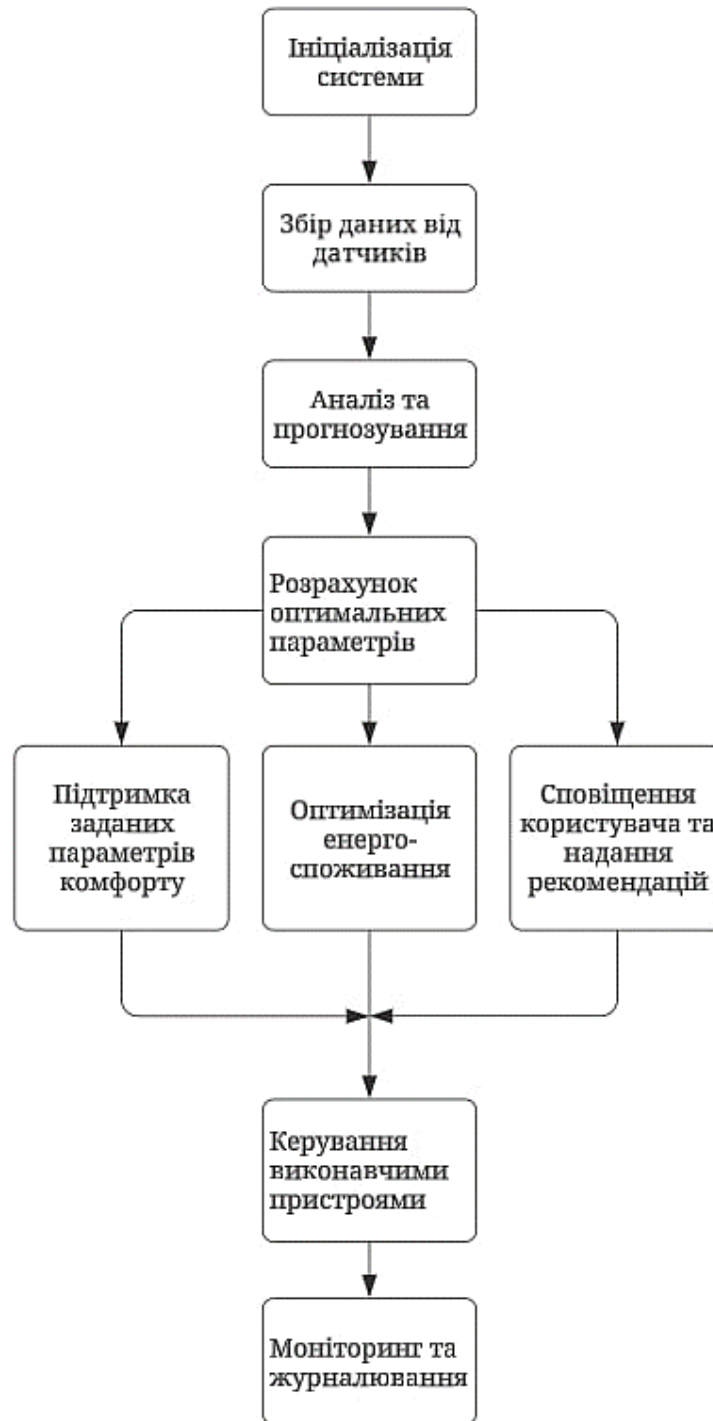 Ініціалізація
системи
Збір даних від
датчиків
Аналіз та
прогнозування
Розрахунок
оптимальних
параметрів
Підтримка
заданих
параметрів
комфорту
Оптимізація
енерго-
споживання
Сповіщення
користувача та
надання
рекомендацій
Керування
виконавчими
пристроями
Моніторинг та
журналювання